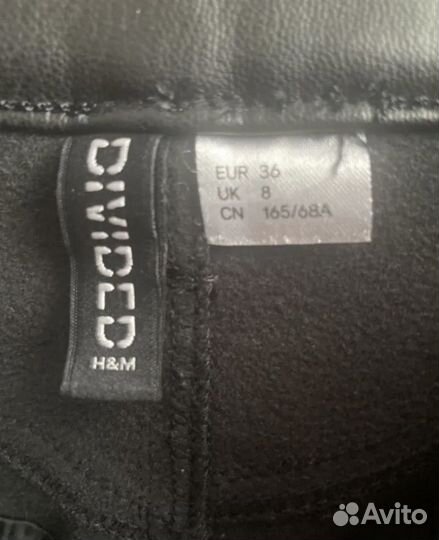 DIVIDED
H&M
EUR 36
UK 8
CN 165/68A
Avito